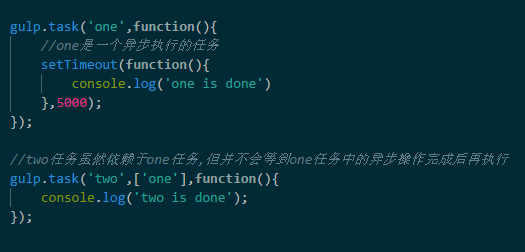 gulp.task('one',function(){
//one是一个异步执行的任务
setTimeout(function(){
console.log('one is done')
},5000);
});
//two任务虽然依赖于one任务,但并不会等到one任务中的异步操作完成后再执行
gulp.task('two',['one'],function(){
console.log('two is done');
});